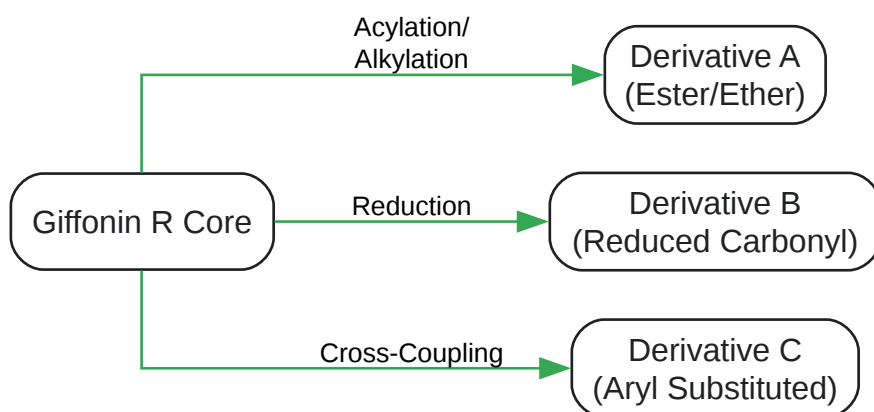 Acylation/
Alkylation
Derivative A
(Ester/Ether)
Giffonin R Core
Reduction
Derivative B
(Reduced Carbonyl)
Cross-Coupling
Derivative C
(Aryl Substituted)